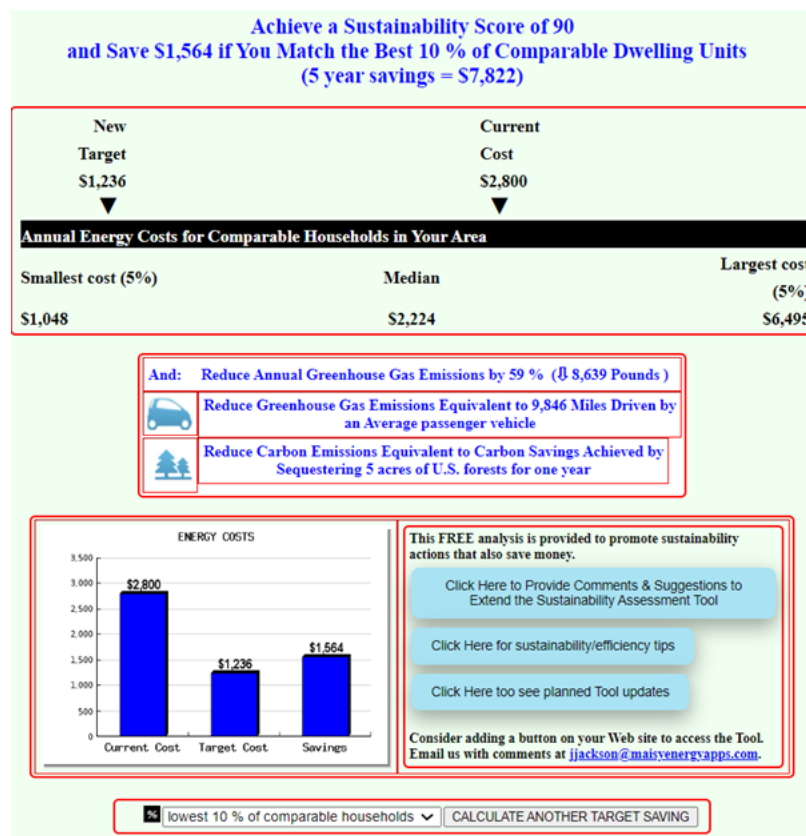 Achieve a Sustainability Score of 90
and Save $1,564 if You Match the Best 10 % of Comparable Dwelling Units
(5 year savings = $7,822)
New Current
Target Cost
$1,236 $2,800
Annual Energy Costs for Comparable Households in Your Area
Smallest cost (5%) Median Largest cost (5%)
$1,048 $2,224 $6,495
And: Reduce Annual Greenhouse Gas Emissions by 59 % (⇩ 8,639 Pounds )
Reduce Greenhouse Gas Emissions Equivalent to 9,846 Miles Driven by
an Average passenger vehicle
Reduce Carbon Emissions Equivalent to Carbon Savings Achieved by
Sequestering 5 acres of U.S. forests for one year
ENERGY COSTS
3,500
3,000
2,500
2,000
1,500
1,000
500
0
$2,800
$1,236
$1,564
Current Cost Target Cost Savings
This FREE analysis is provided to promote sustainability
actions that also save money.
Click Here to Provide Comments & Suggestions to
Extend the Sustainability Assessment Tool
Click Here for sustainability/efficiency tips
Click Here too see planned Tool updates
Consider adding a button on your Web site to access the Tool.
Email us with comments at jjackson@maisyenergyapps.com.
% lowest 10 % of comparable households CALCULATE ANOTHER TARGET SAVING